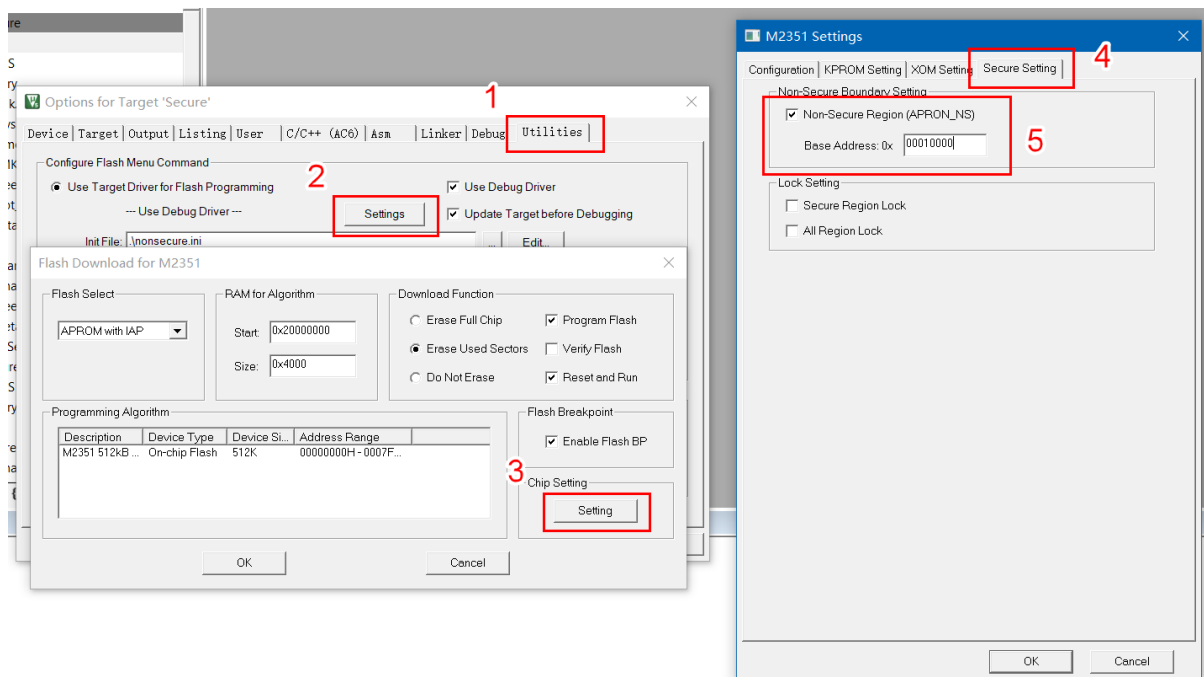 1
Options for Target 'Secure'
Device | Target | Output | Listing | User | C/C++ (AC6) | Asm | Linker | Debug | Utilities
Configure Flash Menu Command
2
Use Target Driver for Flash Programming
Use Debug Driver
--- Use Debug Driver ---
Settings
Update Target before Debugging
Init File: .\nonsecure.ini
...
Edit...
Flash Download for M2351
Flash Select
APROM with IAP
RAM for Algorithm
Start: 0x20000000
Size: 0x4000
Download Function
Erase Full Chip
Program Flash
Erase Used Sectors
Verify Flash
Do Not Erase
Reset and Run
Programming Algorithm
Description Device Type Device Si... Address Range
M2351 512kB ... On-chip Flash 512K 00000000H - 0007F...
Flash Breakpoint
Enable Flash BP
3
Chip Setting
Setting
OK
Cancel
M2351 Settings
4
Configuration | KPROM Setting | XOM Setting | Secure Setting
Non-Secure Boundary Setting
Non-Secure Region (APRON_NS)
Base Address: 0x 00010000
5
Lock Setting
Secure Region Lock
All Region Lock
OK
Cancel